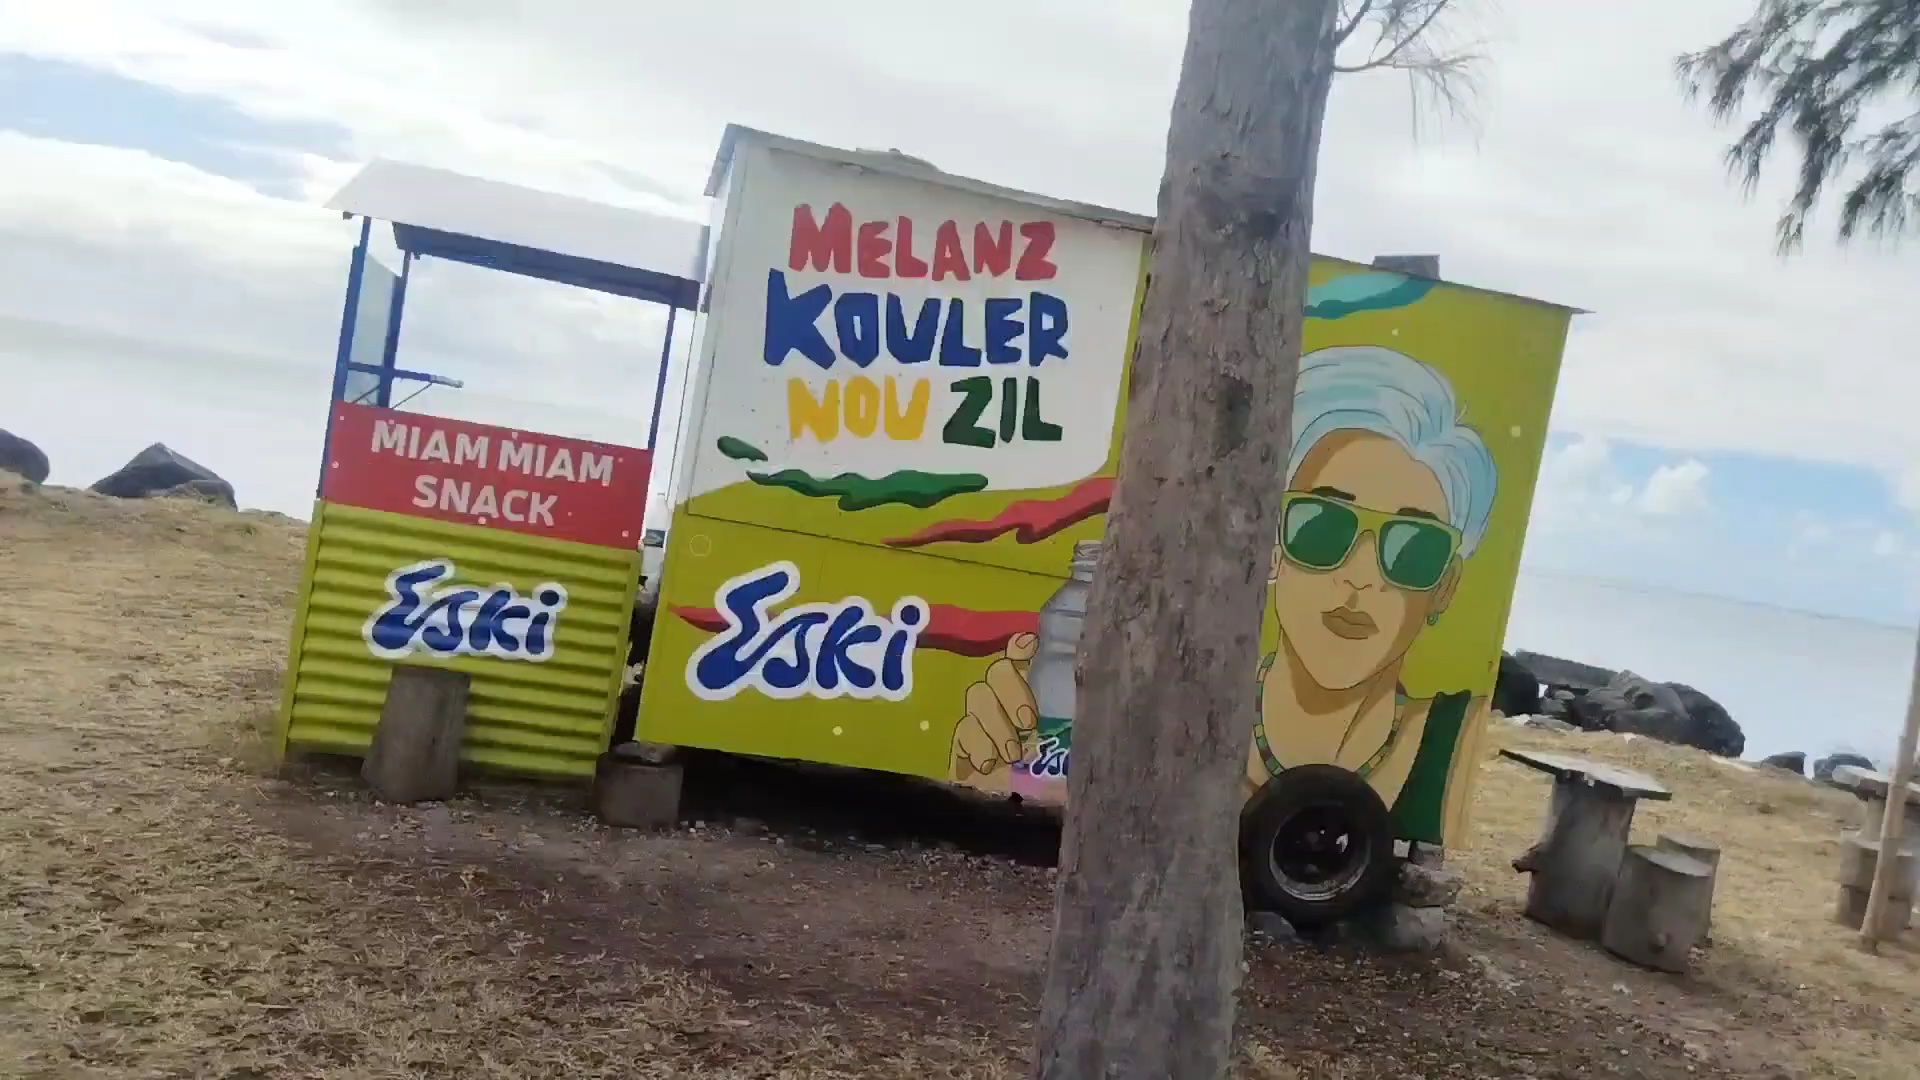 MIAM MIAM
SNACK
Eski
MELANZ
KOULER
NOU ZIL
Eski